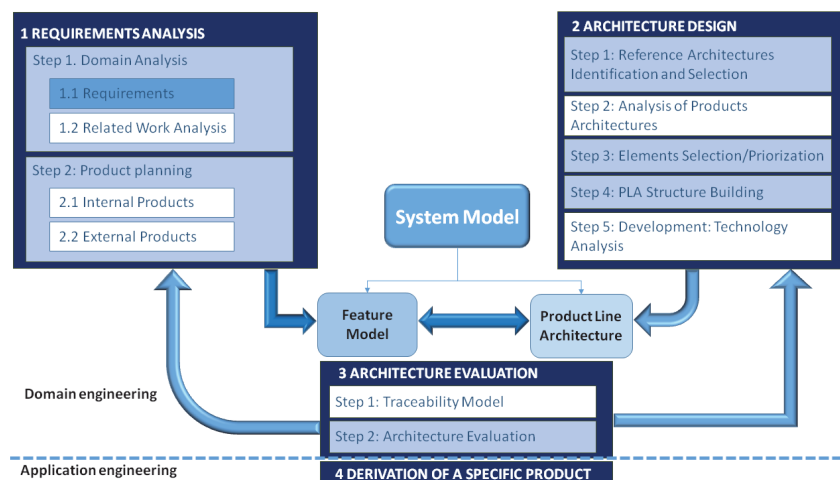 1 REQUIREMENTS ANALYSIS
Step 1. Domain Analysis
1.1 Requirements
1.2 Related Work Analysis
Step 2: Product planning
2.1 Internal Products
2.2 External Products
2 ARCHITECTURE DESIGN
Step 1: Reference Architectures
Identification and Selection
Step 2: Analysis of Products
Architectures
Step 3: Elements Selection/Priorization
Step 4: PLA Structure Building
Step 5: Development: Technology
Analysis
System Model
Feature
Model
Product Line
Architecture
3 ARCHITECTURE EVALUATION
Step 1: Traceability Model
Step 2: Architecture Evaluation
Domain engineering
Application engineering
4 DERIVATION OF A SPECIFIC PRODUCT